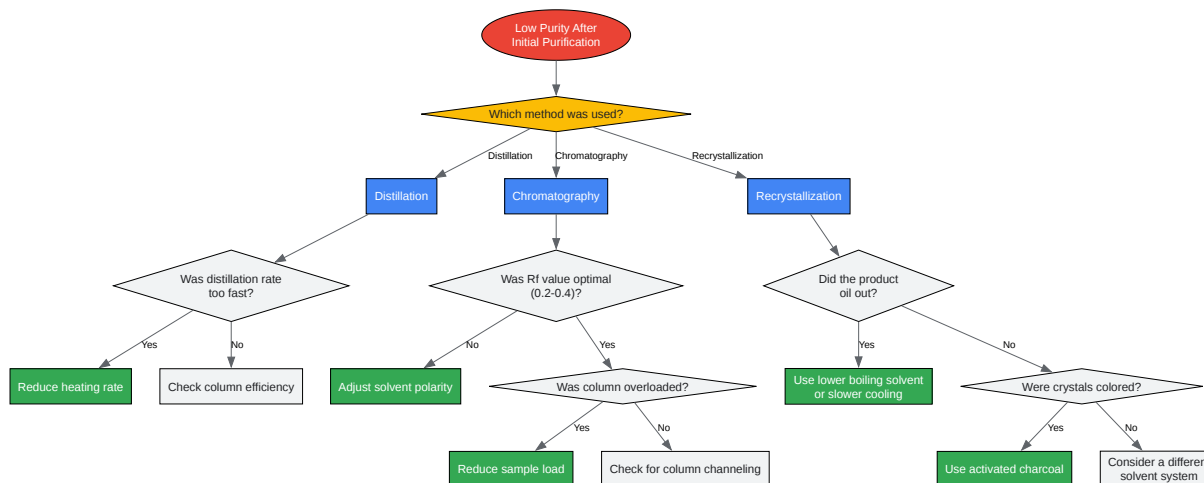 Low Purity After
Initial Purification
Which method was used?
Distillation
Chromatography
Recrystallization
Distillation
Chromatography
Recrystallization
Was distillation rate
too fast?
Was Rf value optimal
(0.2-0.4)?
Did the product
oil out?
Yes
No
No
Yes
Yes
No
Reduce heating rate
Check column efficiency
Adjust solvent polarity
Was column overloaded?
Use lower boiling solvent
or slower cooling
Were crystals colored?
Yes
No
Yes
No
Reduce sample load
Check for column channeling
Use activated charcoal
Consider a
solvent system